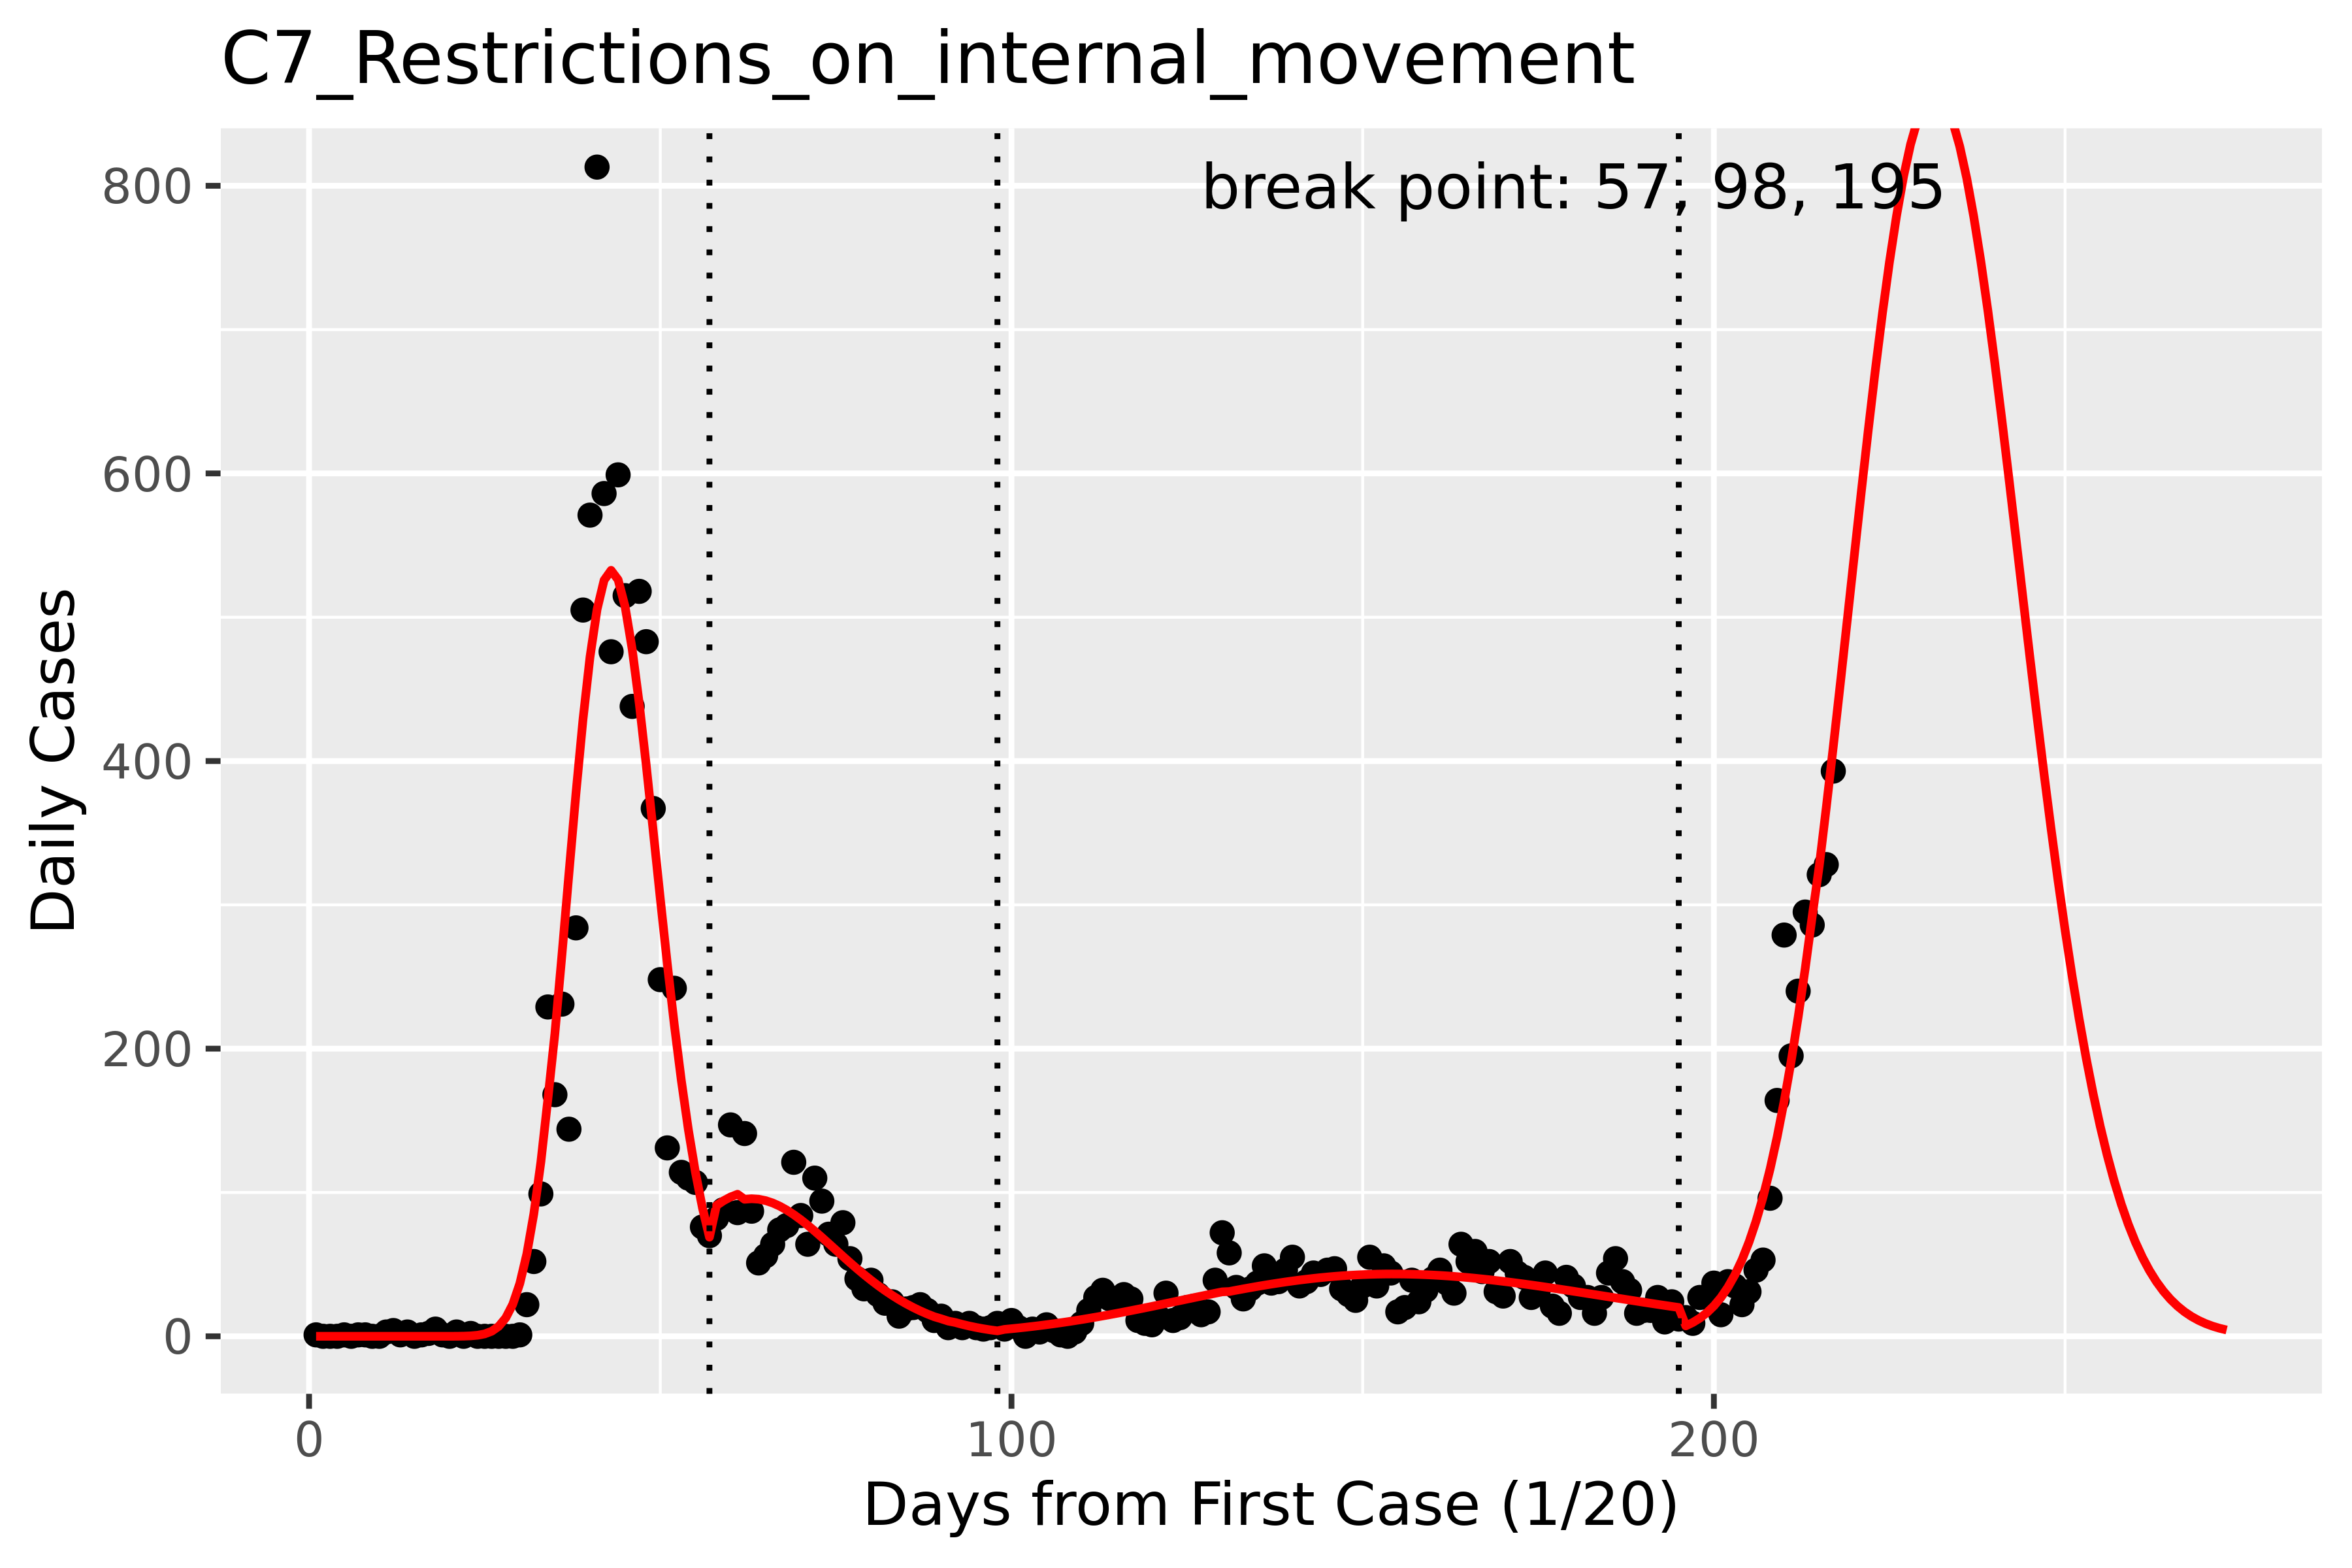 C7_Restrictions_on_internal_movement
break point: 57, 98, 195
800
600
400
200
0
Daily Cases
0 100 200
Days from First Case (1/20)